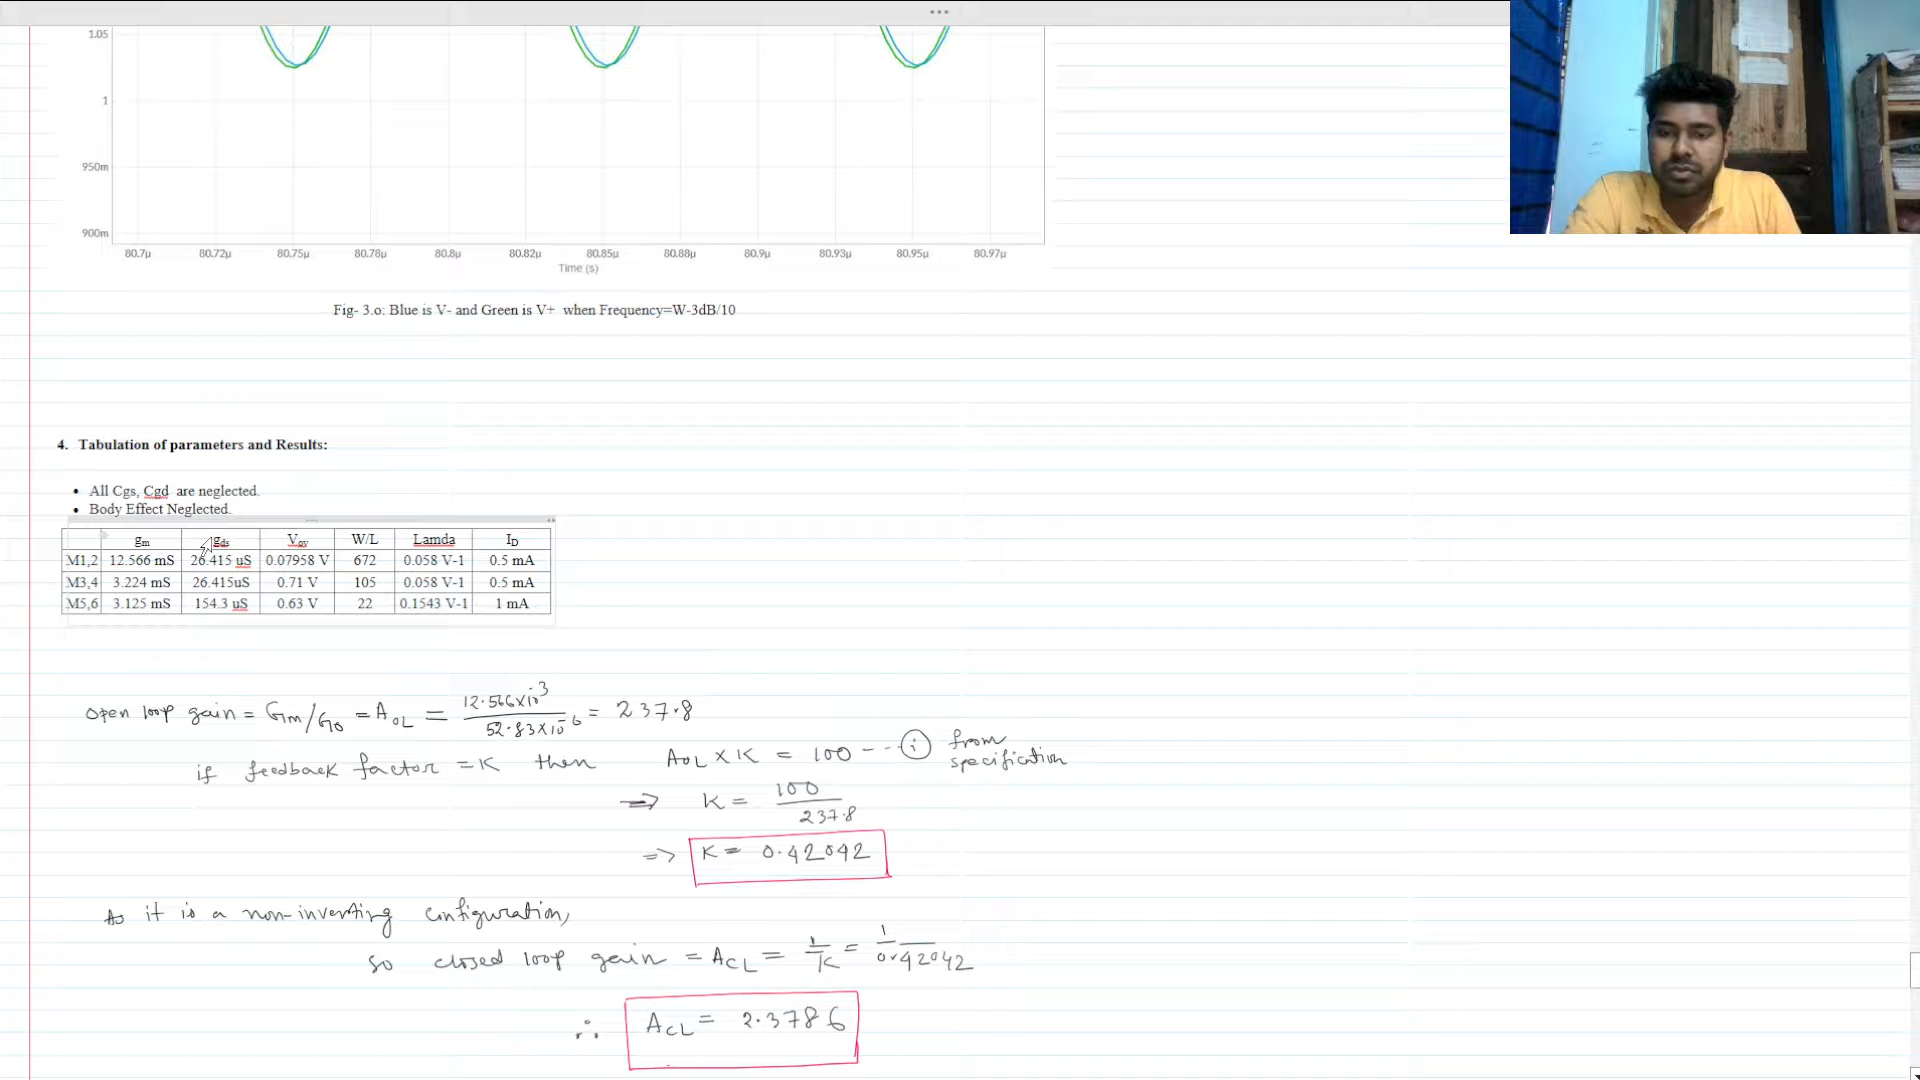 1.05
1
950m
900m
80.7µ 80.72µ 80.75µ 80.78µ 80.8µ 80.82µ 80.85µ 80.88µ 80.9µ 80.93µ 80.95µ 80.97µ
Time (s)
Fig- 3.o: Blue is V- and Green is V+ when Frequency=W-3dB/10
4. Tabulation of parameters and Results:
• All Cgs, Cgd are neglected.
• Body Effect Neglected.
gm gds Vov W/L Lamda ID
M1,2 12.566 mS 26.415 uS 0.07958 V 672 0.058 V-1 0.5 mA
M3,4 3.224 mS 26.415uS 0.71 V 105 0.058 V-1 0.5 mA
M5,6 3.125 mS 154.3 uS 0.63 V 22 0.1543 V-1 1 mA
open loop gain = Gm/Go = AOL = 12.566×10⁻³ / 52.83×10⁻⁶ = 237.8
if feedback factor = K then AOL × K = 100 --- (i) from specification
=> K = 100 / 237.8
=> K = 0.42042
As it is a non-inverting configuration,
so closed loop gain = ACL = 1/K = 1/0.42042
∴ ACL = 2.3786